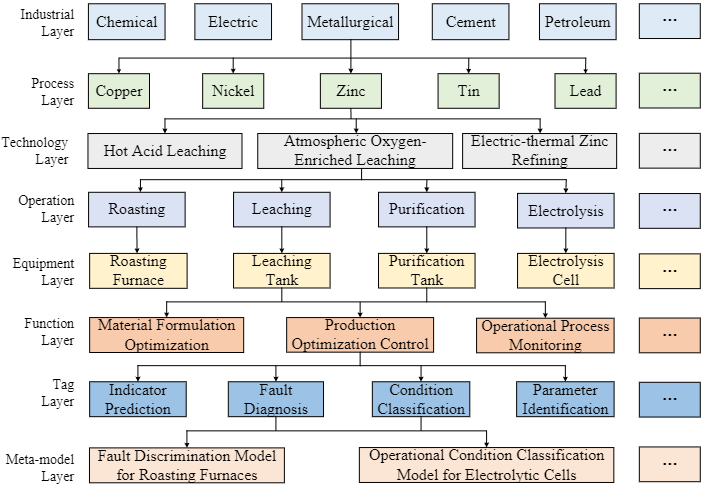 Industrial
Layer
Chemical
Electric
Metallurgical
Cement
Petroleum
...
Process
Layer
Copper
Nickel
Zinc
Tin
Lead
...
Technology
Layer
Hot Acid Leaching
Atmospheric Oxygen-
Enriched Leaching
Electric-thermal Zinc
Refining
...
Operation
Layer
Roasting
Leaching
Purification
Electrolysis
...
Equipment
Layer
Roasting
Furnace
Leaching
Tank
Purification
Tank
Electrolysis
Cell
...
Function
Layer
Material Formulation
Optimization
Production
Optimization Control
Operational Process
Monitoring
...
Tag
Layer
Indicator
Prediction
Fault
Diagnosis
Condition
Classification
Parameter
Identification
...
Meta-model
Layer
Fault Discrimination Model
for Roasting Furnaces
Operational Condition Classification
Model for Electrolytic Cells
...